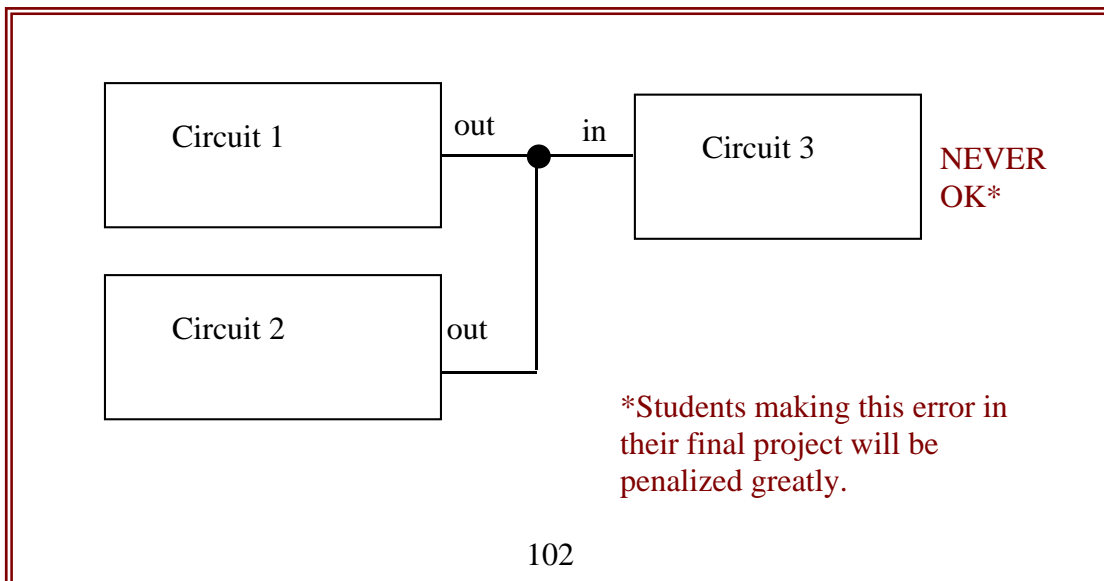 Circuit 1
out
in
Circuit 3
NEVER
OK*
Circuit 2
out
*Students making this error in
their final project will be
penalized greatly.
102